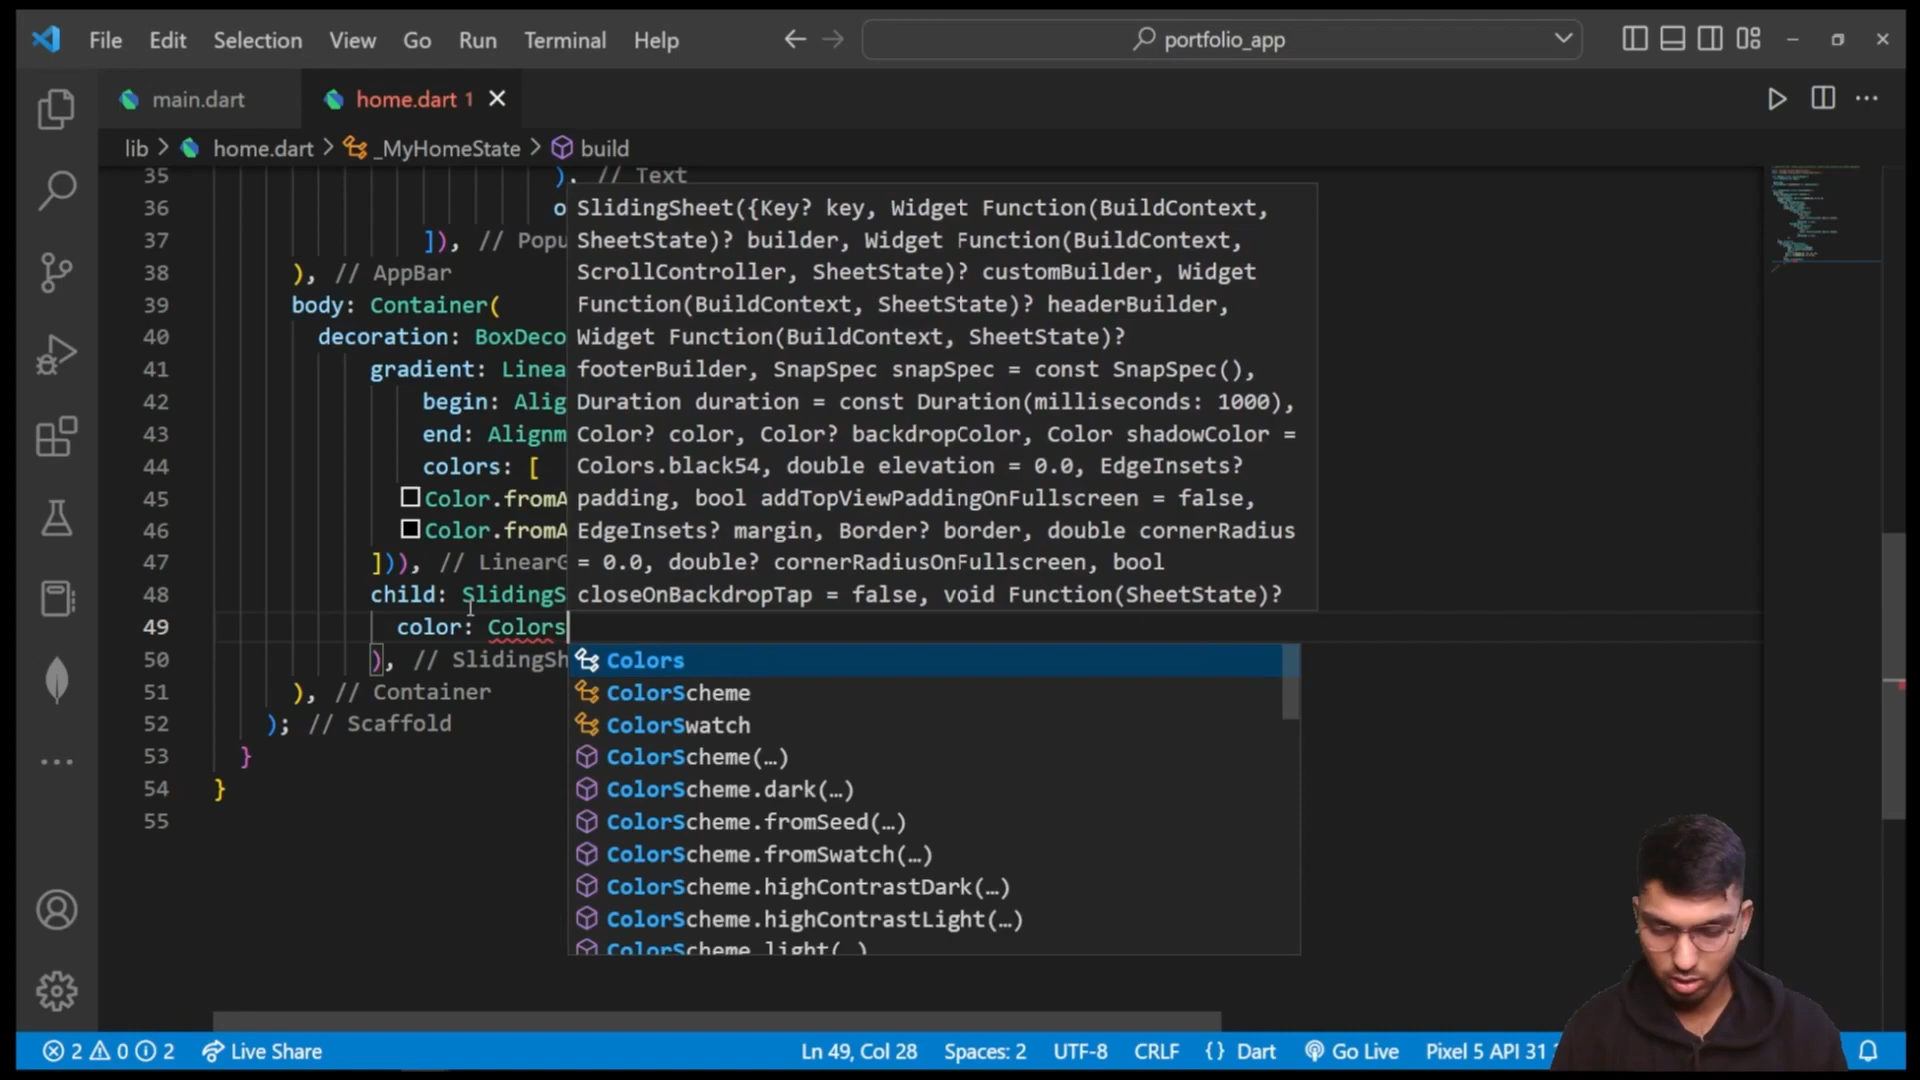 File Edit Selection View Go Run Terminal Help portfolio_app
main.dart home.dart 1
lib > home.dart > _MyHomeState > build
35 ), // Text
36 o
37 ]), // Popu
38 ), // AppBar
39 body: Container(
40 decoration: BoxDeco
41 gradient: Linea
42 begin: Alig
43 end: Alignm
44 colors: [
45 Color.fromA
46 Color.fromA
47 ])), // LinearG
48 child: SlidingS
49 color: Colors
50 ), // SlidingSh
51 ), // Container
52 ); // Scaffold
53 }
54 }
55
SlidingSheet({Key? key, Widget Function(BuildContext,
SheetState)? builder, Widget Function(BuildContext,
ScrollController, SheetState)? customBuilder, Widget
Function(BuildContext, SheetState)? headerBuilder,
Widget Function(BuildContext, SheetState)?
footerBuilder, SnapSpec snapSpec = const SnapSpec(),
Duration duration = const Duration(milliseconds: 1000),
Color? color, Color? backdropColor, Color shadowColor =
Colors.black54, double elevation = 0.0, EdgeInsets?
padding, bool addTopViewPaddingOnFullscreen = false,
EdgeInsets? margin, Border? border, double cornerRadius
= 0.0, double? cornerRadiusOnFullscreen, bool
closeOnBackdropTap = false, void Function(SheetState)?
Colors
ColorScheme
ColorSwatch
ColorScheme(…)
ColorScheme.dark(…)
ColorScheme.fromSeed(…)
ColorScheme.fromSwatch(…)
ColorScheme.highContrastDark(…)
ColorScheme.highContrastLight(…)
ColorScheme.light(…)
2 0 2 Live Share Ln 49, Col 28 Spaces: 2 UTF-8 CRLF {} Dart Go Live Pixel 5 API 31